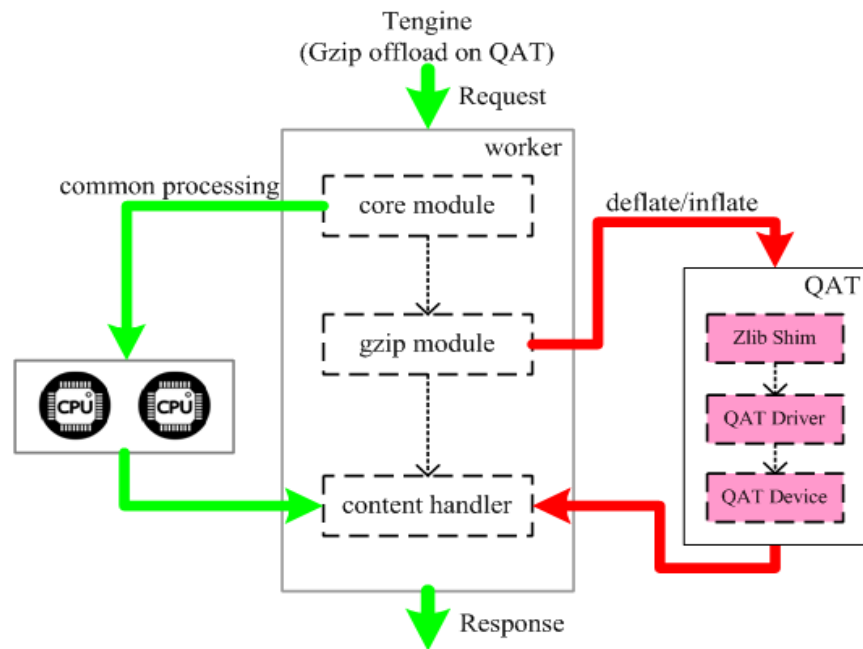 Tengine
(Gzip offload on QAT)
Request
worker
common processing
core module
deflate/inflate
QAT
gzip module
Zlib Shim
CPU
CPU
QAT Driver
content handler
QAT Device
Response